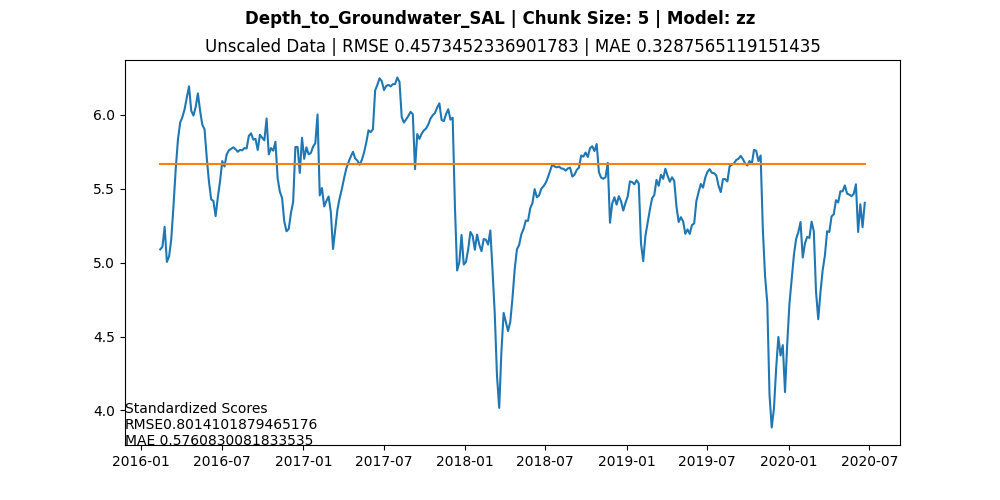 Depth_to_Groundwater_SAL | Chunk Size: 5 | Model: zz
Unscaled Data | RMSE 0.4573452336901783 | MAE 0.3287565119151435
6.0
5.5
5.0
4.5
4.0
Standardized Scores
RMSE0.8014101879465176
MAE 0.5760830081833535
2016-01 2016-07 2017-01 2017-07 2018-01 2018-07 2019-01 2019-07 2020-01 2020-07